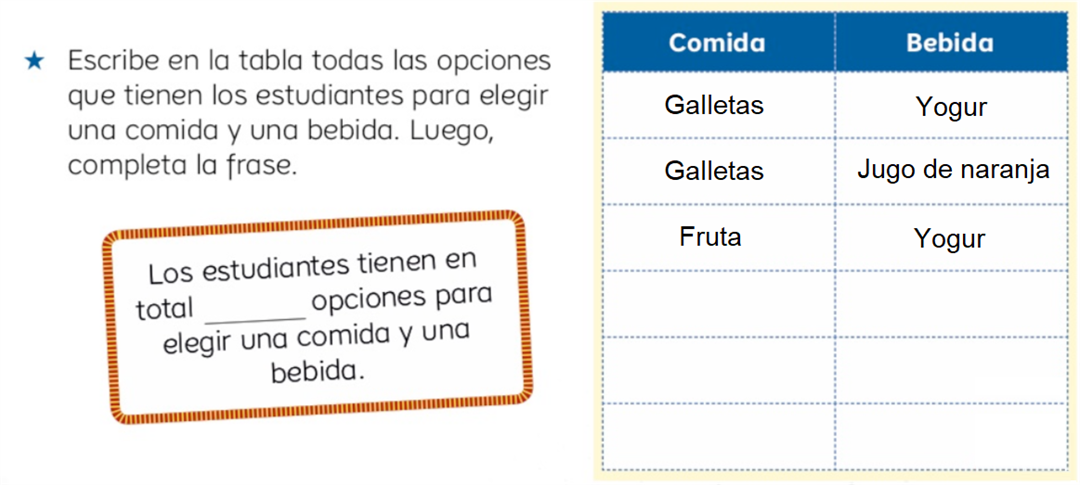 ★ Escribe en la tabla todas las opciones
que tienen los estudiantes para elegir
una comida y una bebida. Luego,
completa la frase.
Los estudiantes tienen en
total ________ opciones para
elegir una comida y una
bebida.
Comida Bebida
Galletas Yogur
Galletas Jugo de naranja
Fruta Yogur